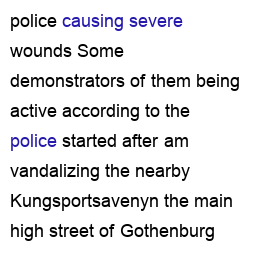 police causing severe
wounds Some
demonstrators of them being
active according to the
police started after am
vandalizing the nearby
Kungsportsavenyn the main
high street of Gothenburg